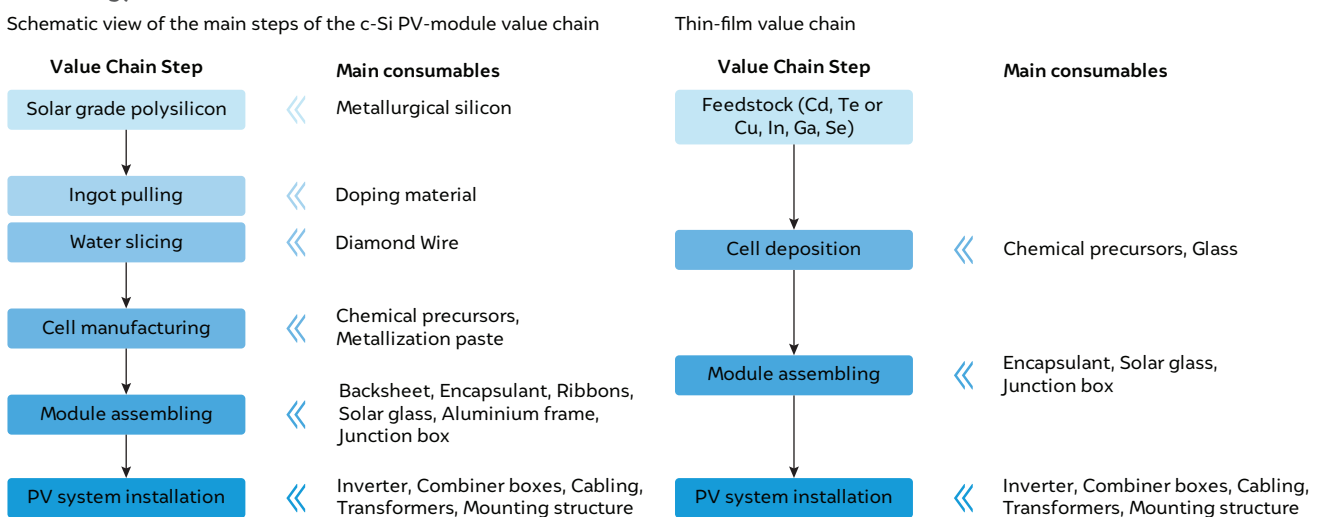 Schematic view of the main steps of the c-Si PV-module value chain
Value Chain Step
Main consumables
Solar grade polysilicon
Metallurgical silicon
Ingot pulling
Doping material
Water slicing
Diamond Wire
Cell manufacturing
Chemical precursors,
Metallization paste
Module assembling
Backsheet, Encapsulant, Ribbons,
Solar glass, Aluminium frame,
Junction box
PV system installation
Inverter, Combiner boxes, Cabling,
Transformers, Mounting structure
Thin-film value chain
Value Chain Step
Main consumables
Feedstock (Cd, Te or
Cu, In, Ga, Se)
Cell deposition
Chemical precursors, Glass
Module assembling
Encapsulant, Solar glass,
Junction box
PV system installation
Inverter, Combiner boxes, Cabling,
Transformers, Mounting structure